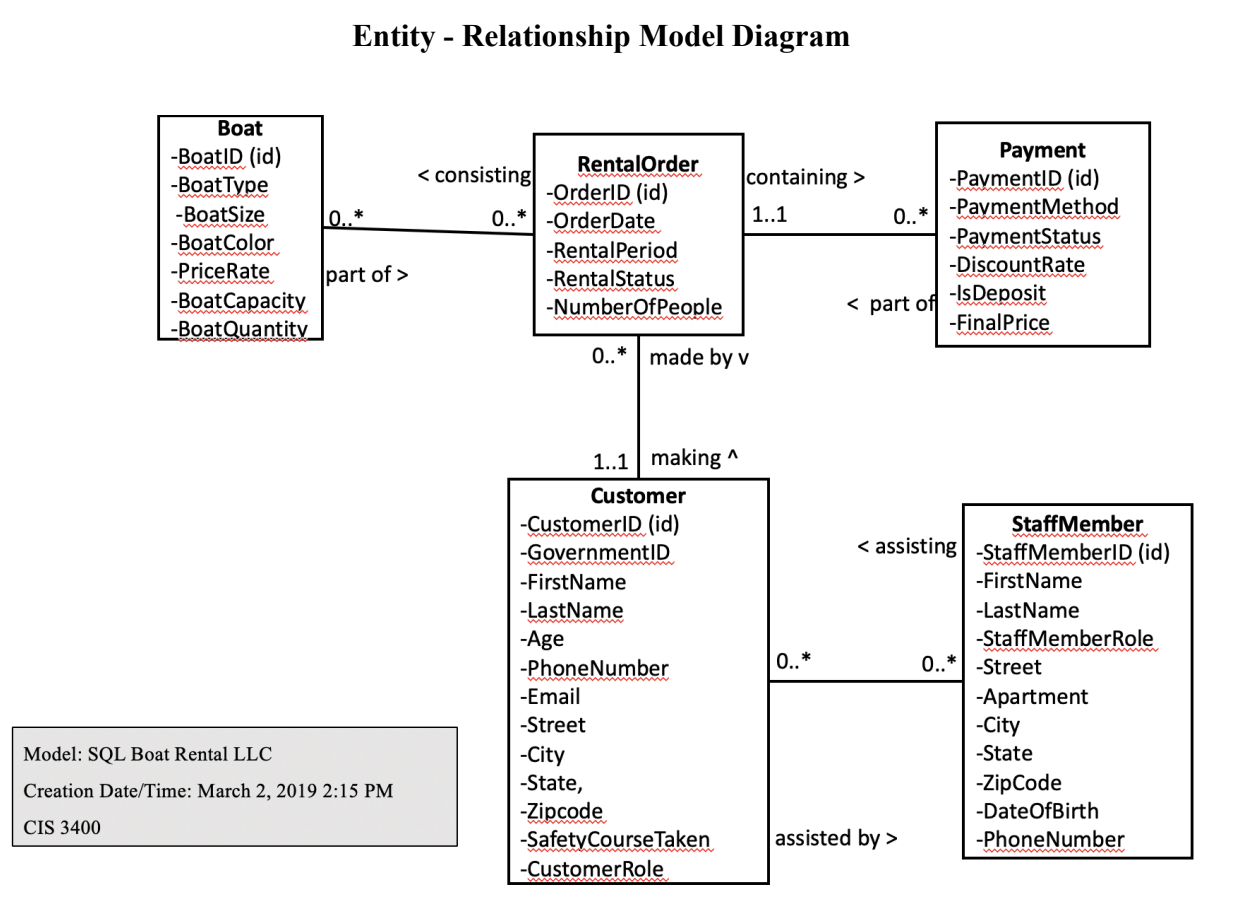 Entity - Relationship Model Diagram
Boat
-BoatID (id)
-BoatType
-BoatSize
-BoatColor
-PriceRate
-BoatCapacity
-BoatQuantity
0..*
part of >
< consisting
0..*
RentalOrder
-OrderID (id)
-OrderDate
-RentalPeriod
-RentalStatus
-NumberOfPeople
containing >
1..1
0..*
< part of
Payment
-PaymentID (id)
-PaymentMethod
-PaymentStatus
-DiscountRate
-IsDeposit
-FinalPrice
0..*
made by v
1..1
making ^
Customer
-CustomerID (id)
-GovernmentID
-FirstName
-LastName
-Age
-PhoneNumber
-Email
-Street
-City
-State,
-Zipcode
-SafetyCourseTaken
-CustomerRole
< assisting
0..*
0..*
assisted by >
StaffMember
-StaffMemberID (id)
-FirstName
-LastName
-StaffMemberRole
-Street
-Apartment
-City
-State
-ZipCode
-DateOfBirth
-PhoneNumber
Model: SQL Boat Rental LLC
Creation Date/Time: March 2, 2019 2:15 PM
CIS 3400